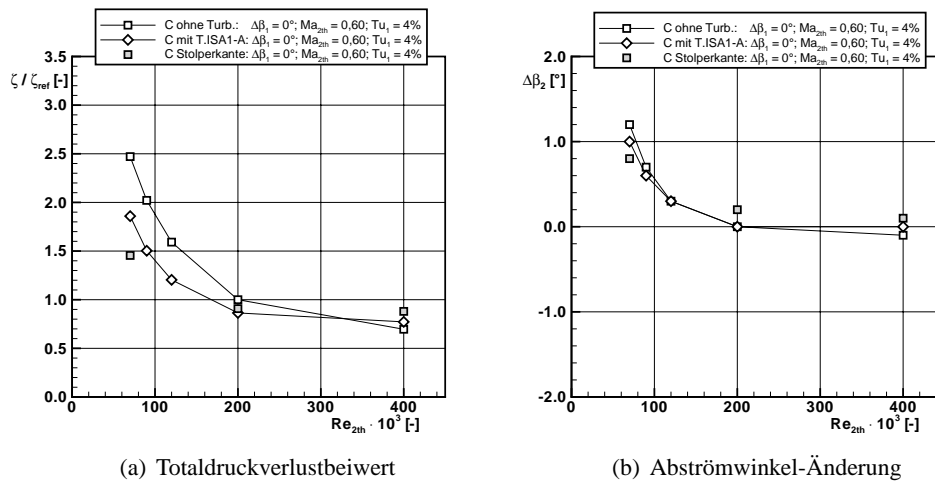 C ohne Turb.: Δβ₁ = 0°; Ma₂th = 0,60; Tu₁ = 4%
C mit T.ISA1-A: Δβ₁ = 0°; Ma₂th = 0,60; Tu₁ = 4%
C Stolperkante: Δβ₁ = 0°; Ma₂th = 0,60; Tu₁ = 4%
ζ / ζref [-]
3.5
3.0
2.5
2.0
1.5
1.0
0.5
0.0
0 100 200 300 400
Re₂th · 10³ [-]
(a) Totaldruckverlustbeiwert
C ohne Turb.: Δβ₁ = 0°; Ma₂th = 0,60; Tu₁ = 4%
C mit T.ISA1-A: Δβ₁ = 0°; Ma₂th = 0,60; Tu₁ = 4%
C Stolperkante: Δβ₁ = 0°; Ma₂th = 0,60; Tu₁ = 4%
Δβ₂ [°]
2.0
1.0
0.0
-1.0
-2.0
0 100 200 300 400
Re₂th · 10³ [-]
(b) Abströmwinkel-Änderung